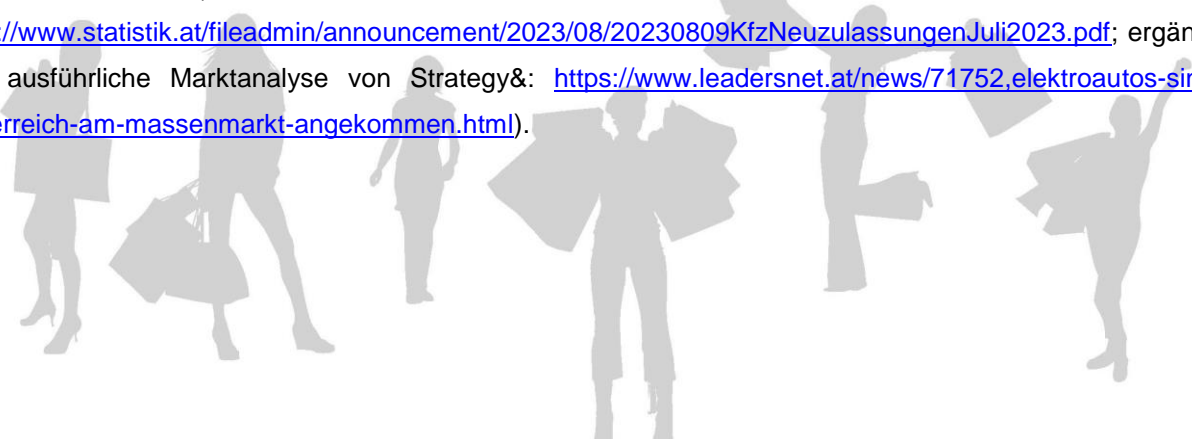 ://www.statistik.at/fileadmin/announcement/2023/08/20230809KfzNeuzulassungenJuli2023.pdf; ergän
ausführliche Marktanalyse von Strategy&: https://www.leadersnet.at/news/71752,elektroautos-sin
erreich-am-massenmarkt-angekommen.html).